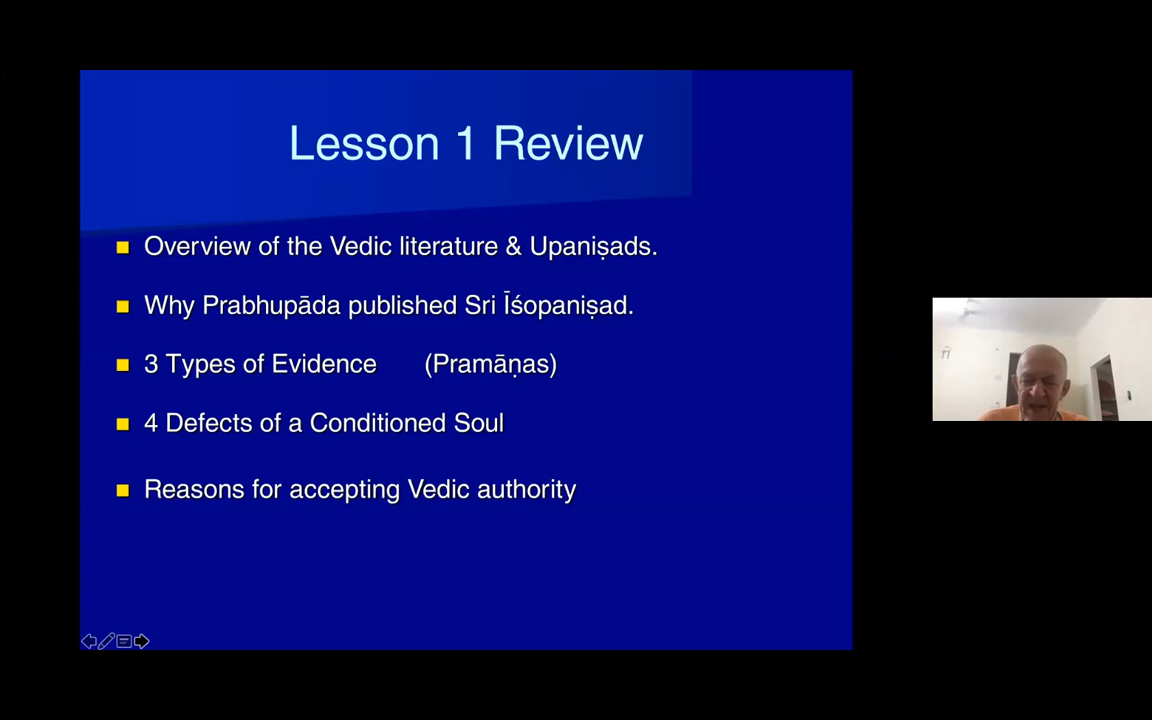 Lesson 1 Review
Overview of the Vedic literature & Upaniṣads.
Why Prabhupāda published Sri Īśopaniṣad.
3 Types of Evidence (Pramāṇas)
4 Defects of a Conditioned Soul
Reasons for accepting Vedic authority